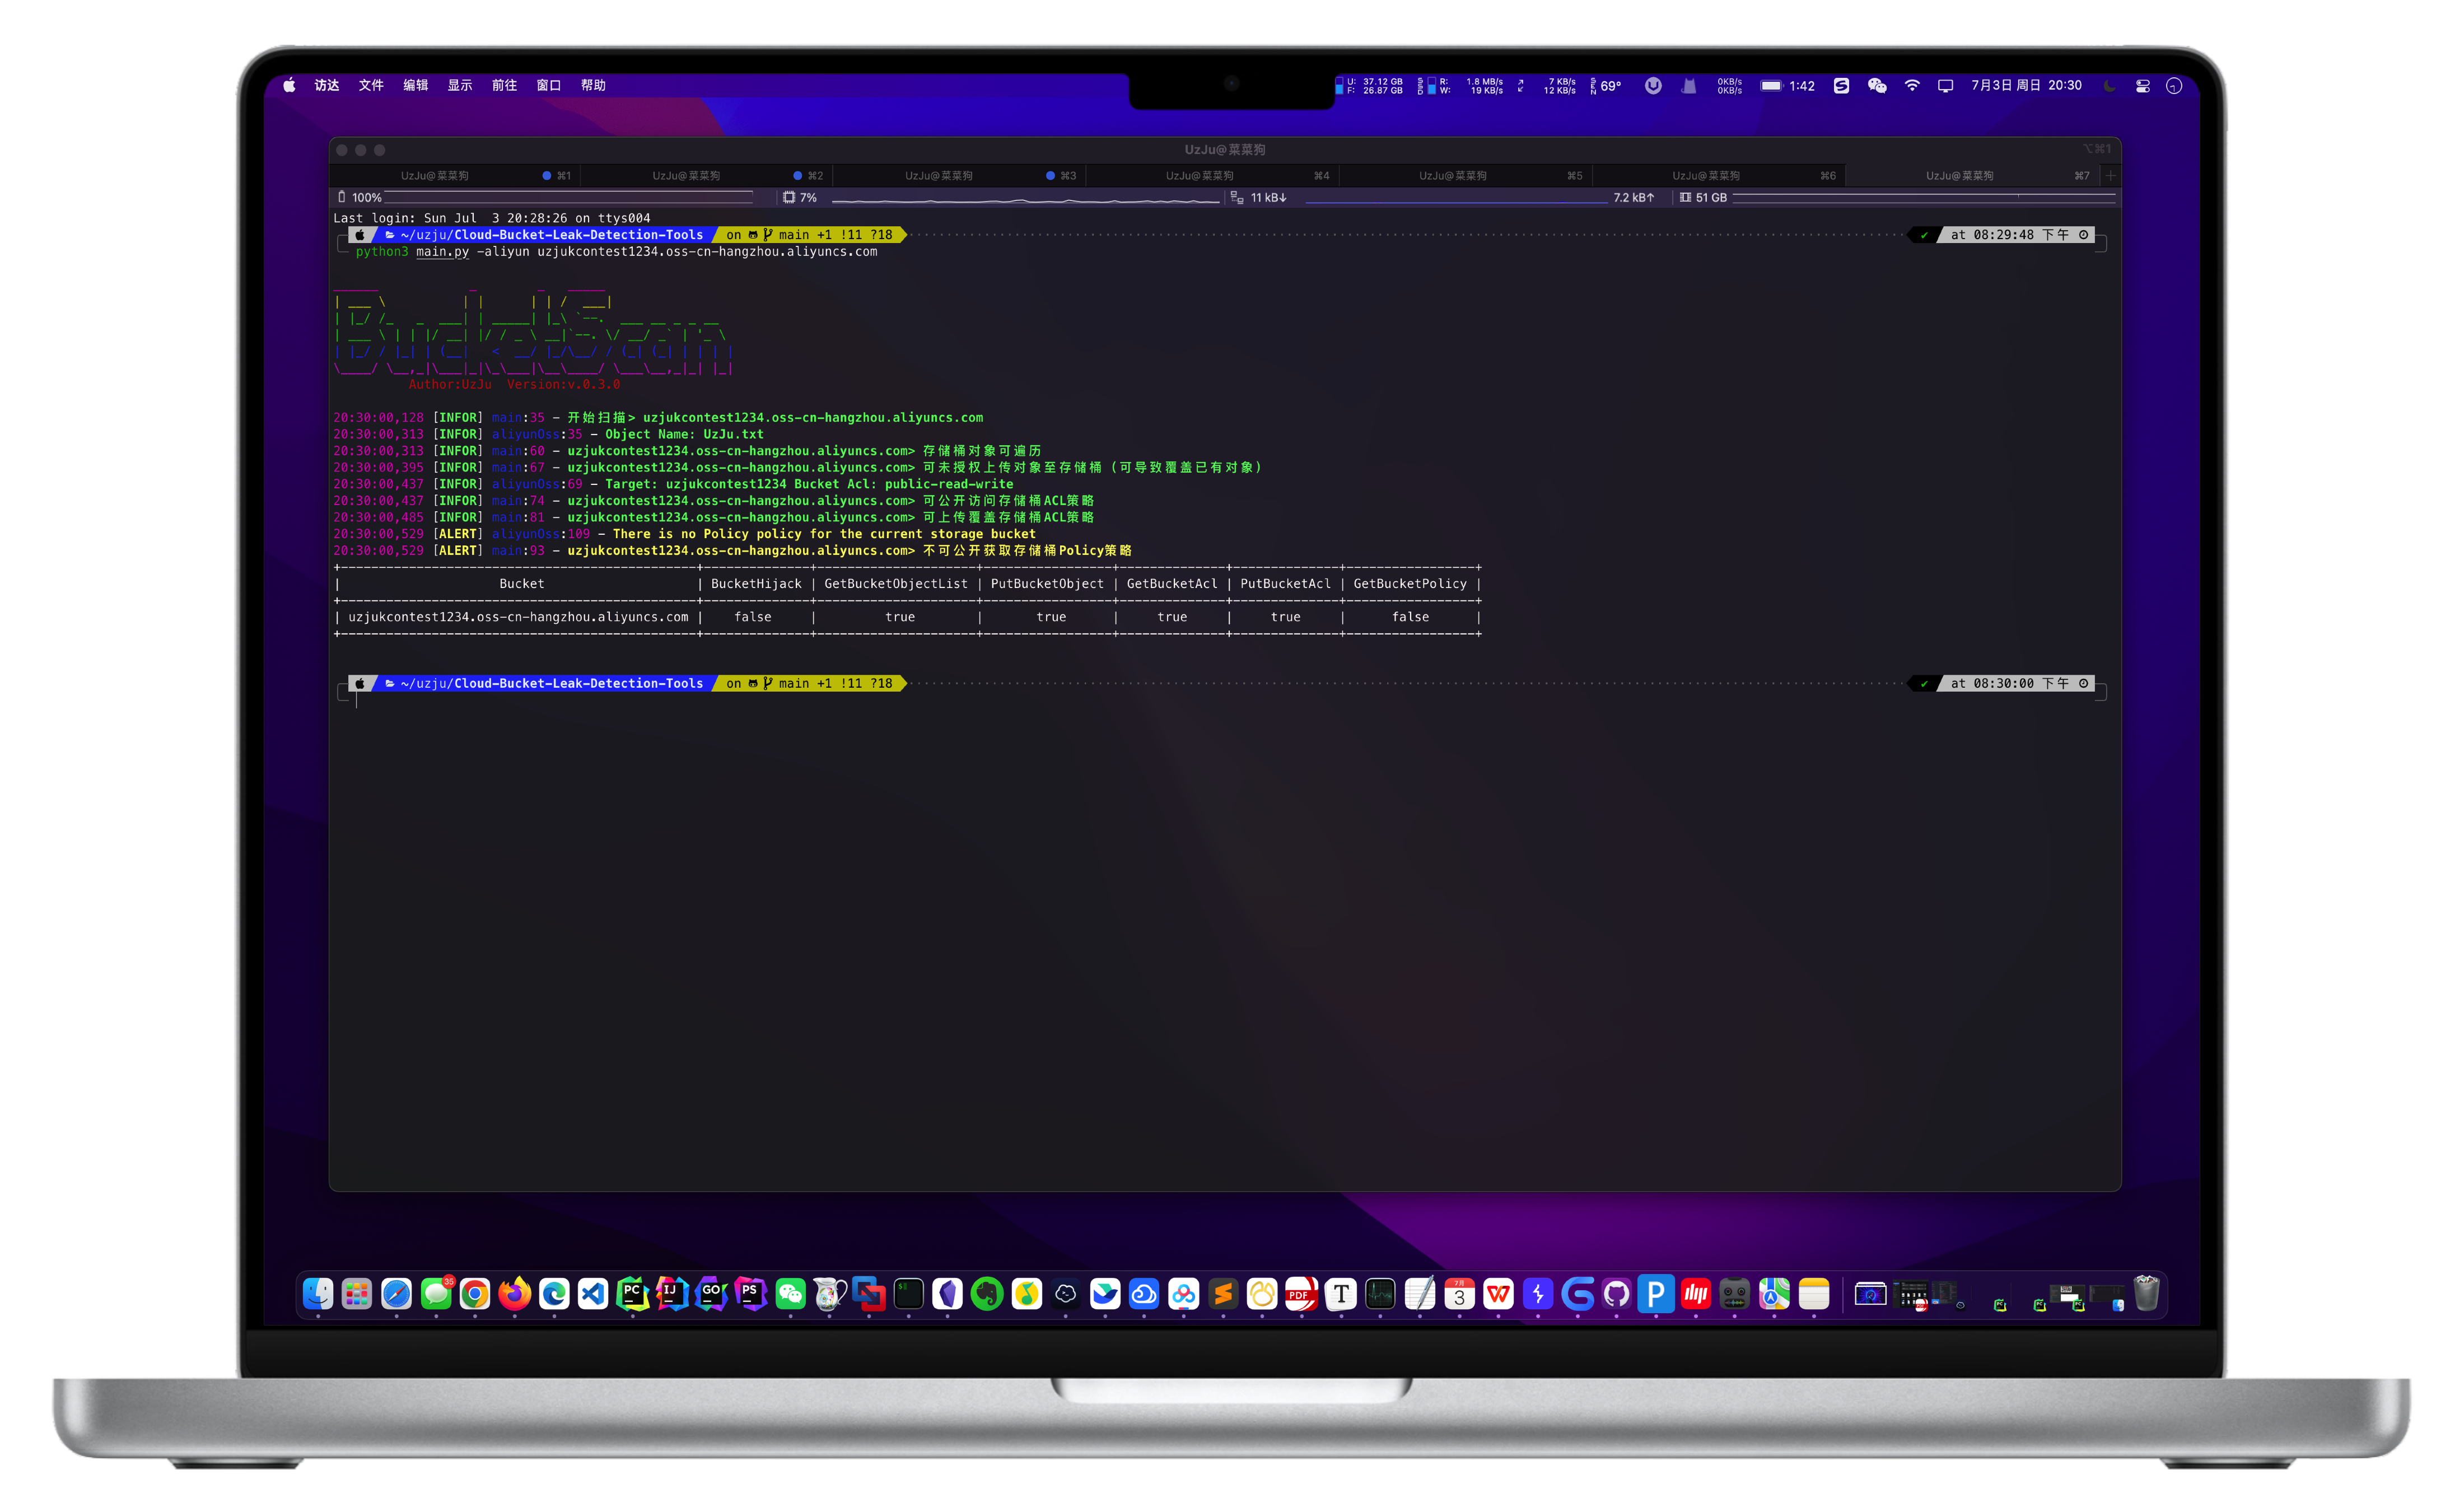 访达 文件 编辑 显示 前往 窗口 帮助 U: 37.12 GB F: 26.87 GB SSD R: 1.8 MB/s W: 19 KB/s 7 KB/s 12 KB/s SEN 69° 0KB/s 0KB/s 1:42 7月3日 周日 20:30
UzJu@菜菜狗 ⌥⌘1
UzJu@菜菜狗 ⌘1 UzJu@菜菜狗 ⌘2 UzJu@菜菜狗 ⌘3 UzJu@菜菜狗 ⌘4 UzJu@菜菜狗 ⌘5 UzJu@菜菜狗 ⌘6 UzJu@菜菜狗 ⌘7 +
100% 7% 11 kB↓ 7.2 kB↑ 51 GB
Last login: Sun Jul  3 20:28:26 on ttys004
~/uzju/Cloud-Bucket-Leak-Detection-Tools on main +1 !11 ?18 ✔ at 08:29:48 下午
python3 main.py -aliyun uzjukcontest1234.oss-cn-hangzhou.aliyuncs.com
BucketScan
Author:UzJu  Version:v.0.3.0
20:30:00,128 [INFOR] main:35 - 开始扫描> uzjukcontest1234.oss-cn-hangzhou.aliyuncs.com
20:30:00,313 [INFOR] aliyunOss:35 - Object Name: UzJu.txt
20:30:00,313 [INFOR] main:60 - uzjukcontest1234.oss-cn-hangzhou.aliyuncs.com> 存储桶对象可遍历
20:30:00,395 [INFOR] main:67 - uzjukcontest1234.oss-cn-hangzhou.aliyuncs.com> 可未授权上传对象至存储桶 (可导致覆盖已有对象)
20:30:00,437 [INFOR] aliyunOss:69 - Target: uzjukcontest1234 Bucket Acl: public-read-write
20:30:00,437 [INFOR] main:74 - uzjukcontest1234.oss-cn-hangzhou.aliyuncs.com> 可公开访问存储桶ACL策略
20:30:00,485 [INFOR] main:81 - uzjukcontest1234.oss-cn-hangzhou.aliyuncs.com> 可上传覆盖存储桶ACL策略
20:30:00,529 [ALERT] aliyunOss:109 - There is no Policy policy for the current storage bucket
20:30:00,529 [ALERT] main:93 - uzjukcontest1234.oss-cn-hangzhou.aliyuncs.com> 不可公开获取存储桶Policy策略
| Bucket | BucketHijack | GetBucketObjectList | PutBucketObject | GetBucketAcl | PutBucketAcl | GetBucketPolicy |
| uzjukcontest1234.oss-cn-hangzhou.aliyuncs.com | false | true | true | true | true | false |
~/uzju/Cloud-Bucket-Leak-Detection-Tools on main +1 !11 ?18 ✔ at 08:30:00 下午
35 PC IJ GO PS PDF T 7月 3 P